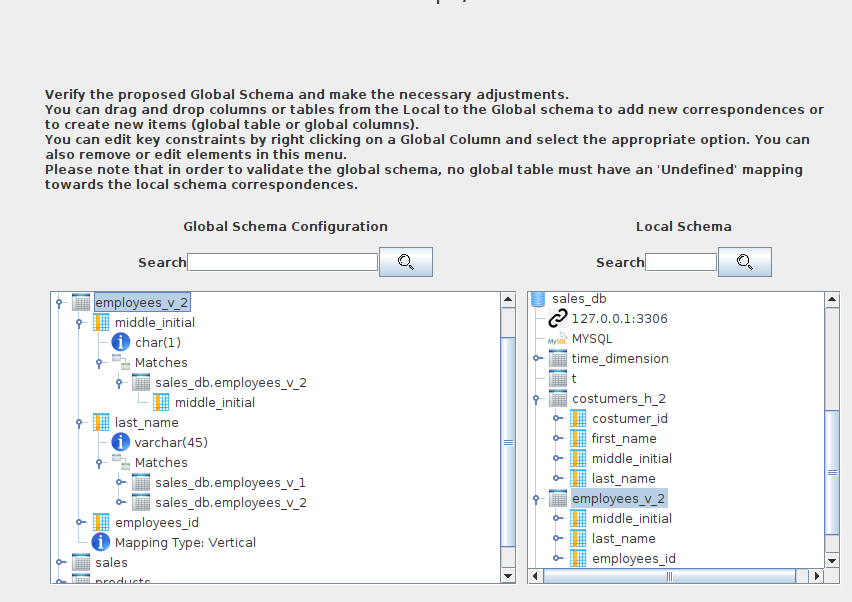 Verify the proposed Global Schema and make the necessary adjustments.
You can drag and drop columns or tables from the Local to the Global schema to add new correspondences or
to create new items (global table or global columns).
You can edit key constraints by right clicking on a Global Column and select the appropriate option. You can
also remove or edit elements in this menu.
Please note that in order to validate the global schema, no global table must have an 'Undefined' mapping
towards the local schema correspondences.
Global Schema Configuration
Search
employees_v_2
middle_initial
char(1)
Matches
sales_db.employees_v_2
middle_initial
last_name
varchar(45)
Matches
sales_db.employees_v_1
sales_db.employees_v_2
employees_id
Mapping Type: Vertical
sales
products
Local Schema
Search
sales_db
127.0.0.1:3306
MySQL MYSQL
time_dimension
t
costumers_h_2
costumer_id
first_name
middle_initial
last_name
employees_v_2
middle_initial
last_name
employees_id